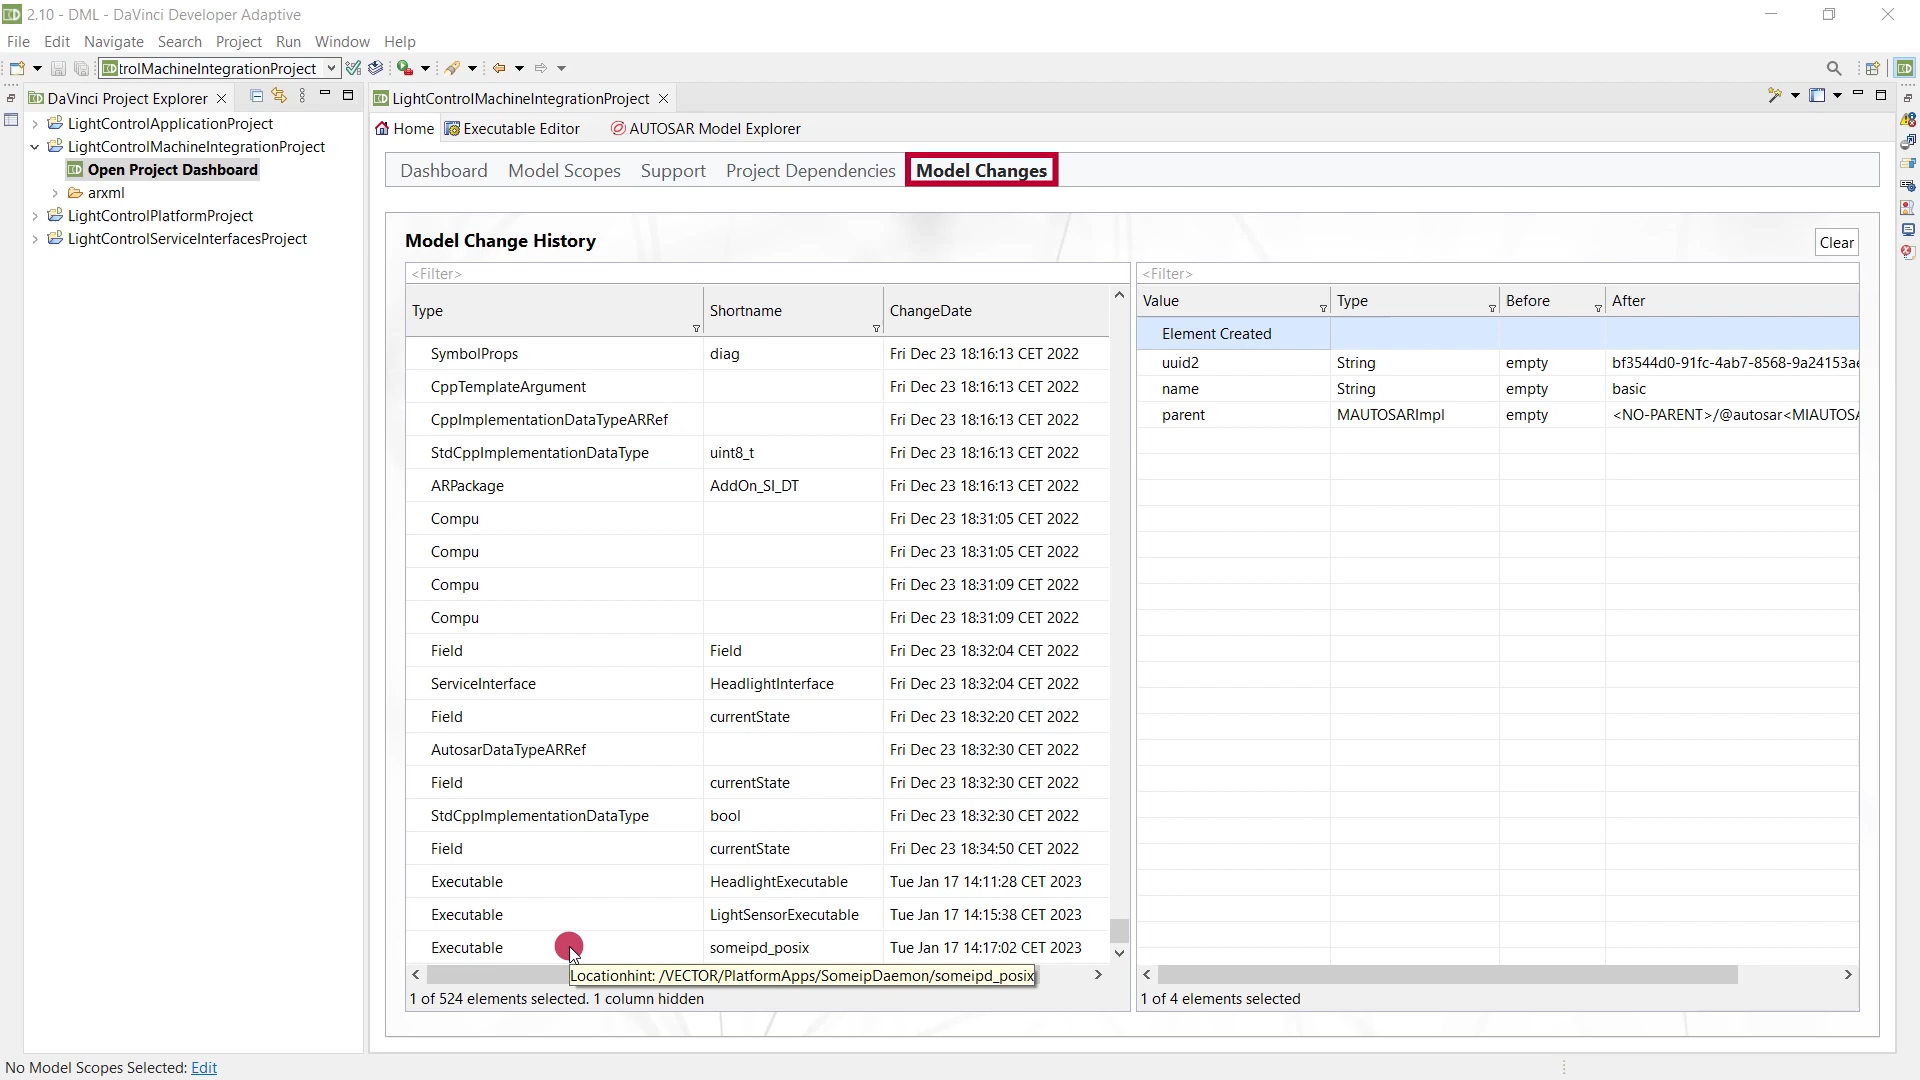 2.10 - DML - DaVinci Developer Adaptive
File Edit Navigate Search Project Run Window Help
trolMachineIntegrationProject
DaVinci Project Explorer
LightControlMachineIntegrationProject
LightControlApplicationProject
LightControlMachineIntegrationProject
Open Project Dashboard
arxml
LightControlPlatformProject
LightControlServiceInterfacesProject
Home Executable Editor AUTOSAR Model Explorer
Dashboard Model Scopes Support Project Dependencies Model Changes
Model Change History
Clear
<Filter>
Type Shortname ChangeDate
SymbolProps diag Fri Dec 23 18:16:13 CET 2022
CppTemplateArgument Fri Dec 23 18:16:13 CET 2022
CppImplementationDataTypeARRef Fri Dec 23 18:16:13 CET 2022
StdCppImplementationDataType uint8_t Fri Dec 23 18:16:13 CET 2022
ARPackage AddOn_SI_DT Fri Dec 23 18:16:13 CET 2022
Compu Fri Dec 23 18:31:05 CET 2022
Compu Fri Dec 23 18:31:05 CET 2022
Compu Fri Dec 23 18:31:09 CET 2022
Compu Fri Dec 23 18:31:09 CET 2022
Field Field Fri Dec 23 18:32:04 CET 2022
ServiceInterface HeadlightInterface Fri Dec 23 18:32:04 CET 2022
Field currentState Fri Dec 23 18:32:20 CET 2022
AutosarDataTypeARRef Fri Dec 23 18:32:30 CET 2022
Field currentState Fri Dec 23 18:32:30 CET 2022
StdCppImplementationDataType bool Fri Dec 23 18:32:30 CET 2022
Field currentState Fri Dec 23 18:34:50 CET 2022
Executable HeadlightExecutable Tue Jan 17 14:11:28 CET 2023
Executable LightSensorExecutable Tue Jan 17 14:15:38 CET 2023
Executable someipd_posix Tue Jan 17 14:17:02 CET 2023
Locationhint: /VECTOR/PlatformApps/SomeipDaemon/someipd_posix
1 of 524 elements selected. 1 column hidden
<Filter>
Value Type Before After
Element Created
uuid2 String empty bf3544d0-91fc-4ab7-8568-9a24153a
name String empty basic
parent MAUTOSARImpl empty <NO-PARENT>/@autosar<MIAUTOSA
1 of 4 elements selected
No Model Scopes Selected: Edit